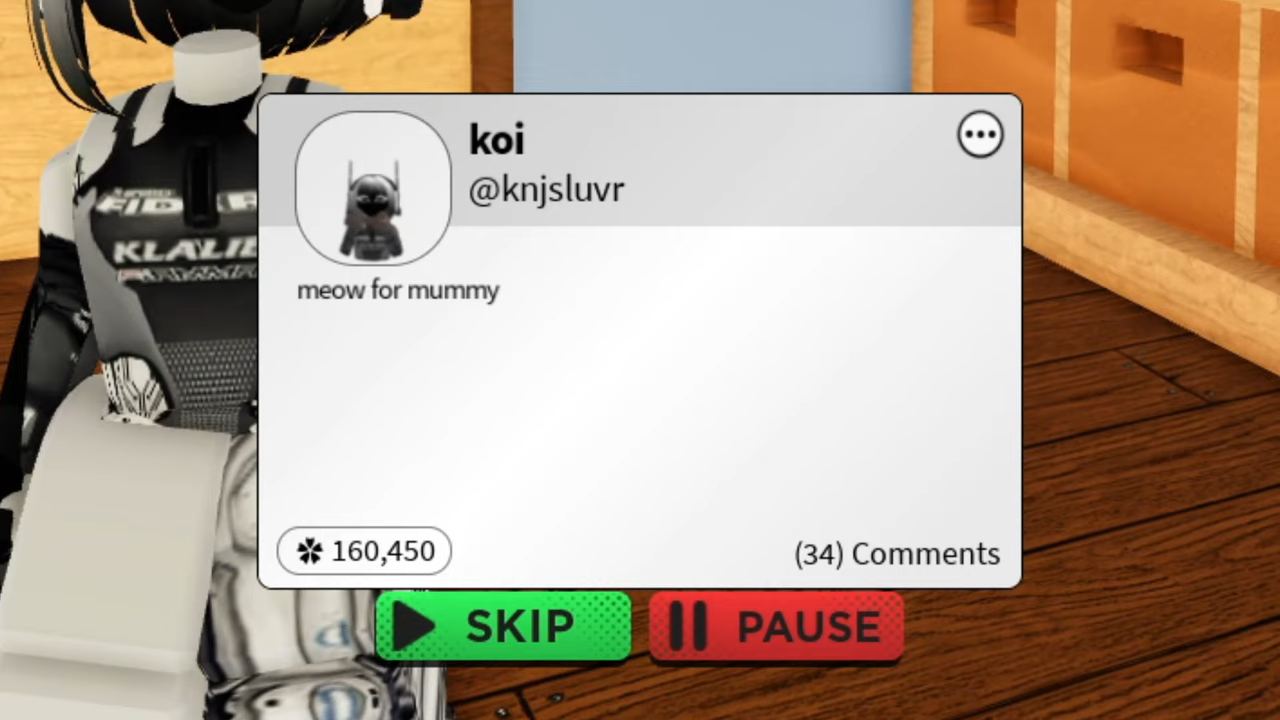 koi
@knjsluvr
meow for mummy
160,450
(34) Comments
SKIP
PAUSE